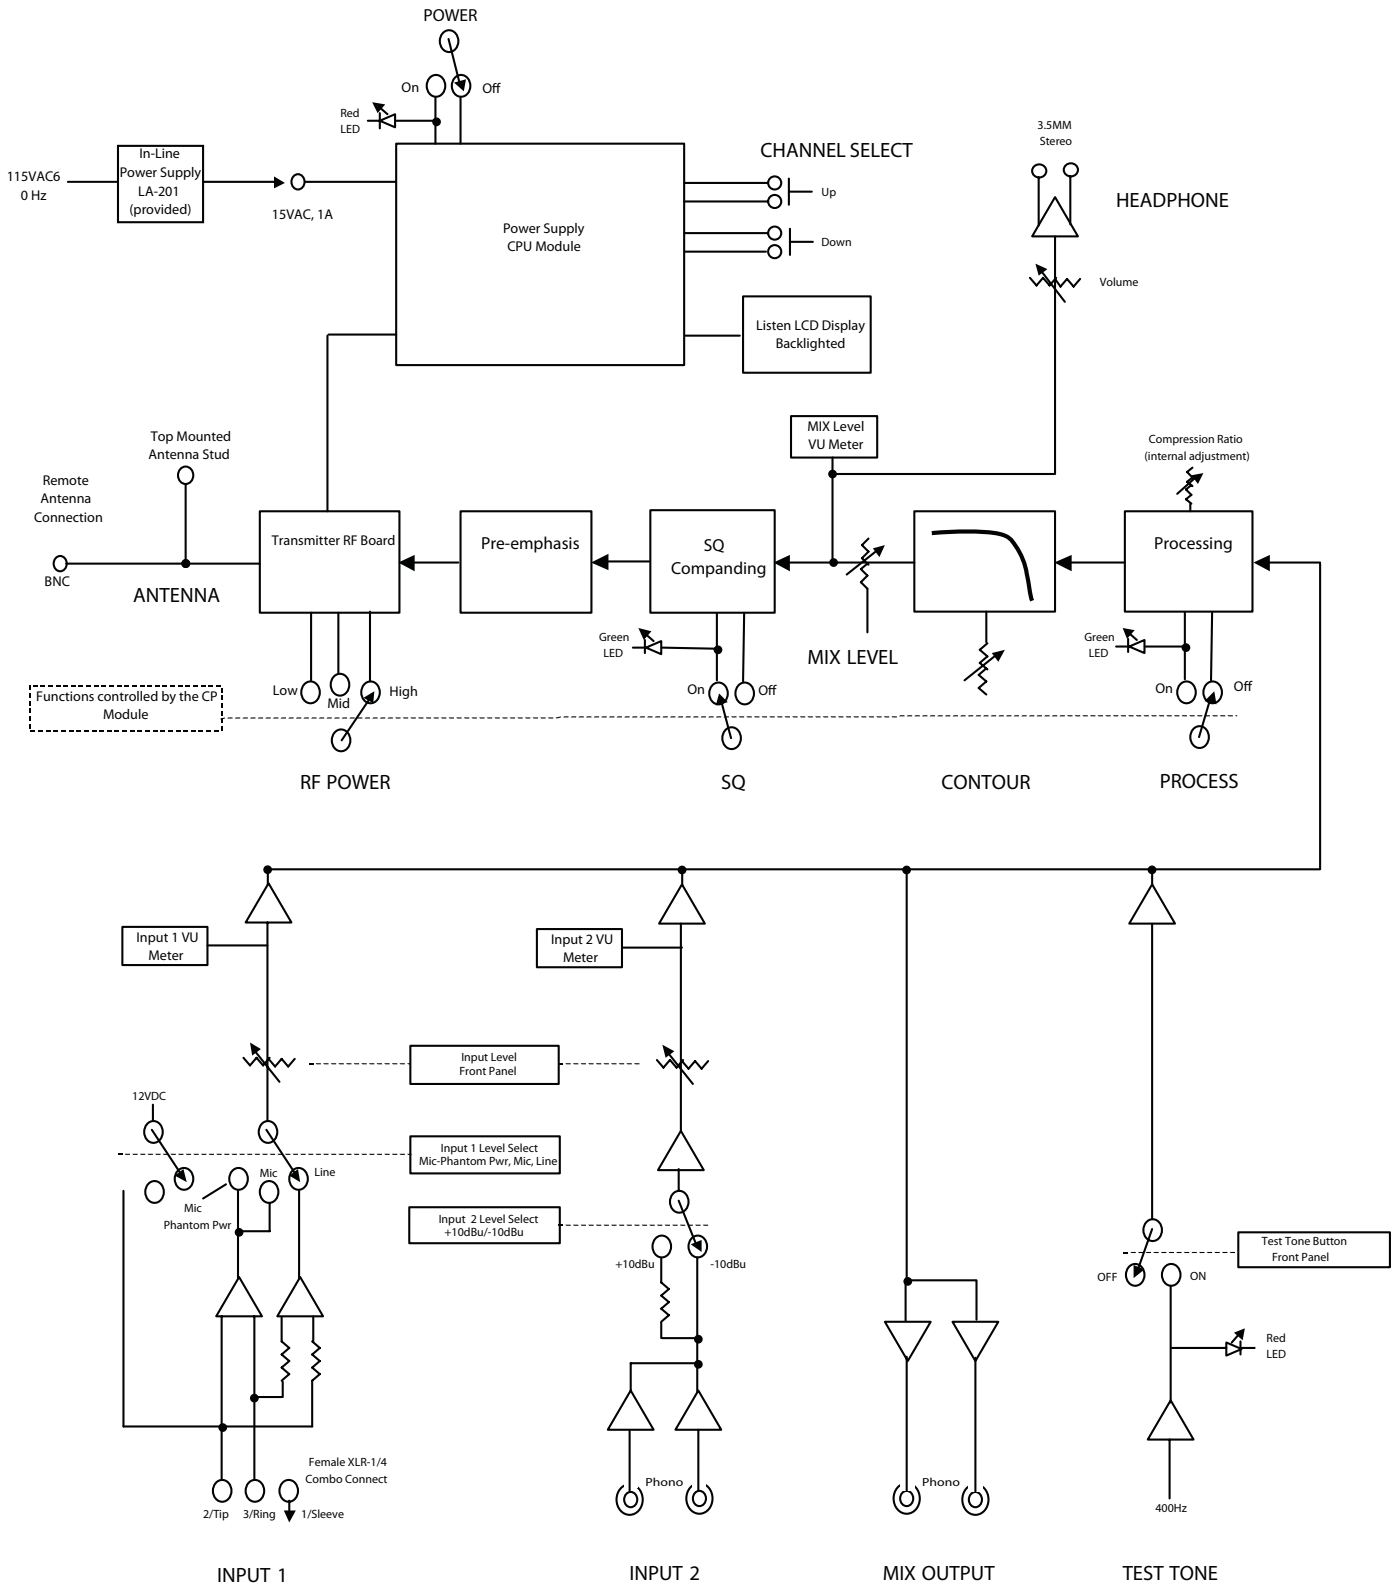 POWER
On
Off
Red
LED
3.5MM
Stereo
In-Line
Power Supply
LA-201
(provided)
115VAC6
0 Hz
15VAC, 1A
CHANNEL SELECT
Up
Down
HEADPHONE
Power Supply
CPU Module
Volume
Listen LCD Display
Backlighted
MIX Level
VU Meter
Top Mounted
Antenna Stud
Compression Ratio
(internal adjustment)
Remote
Antenna
Connection
BNC
ANTENNA
Transmitter RF Board
Pre-emphasis
SQ
Companding
Processing
Green
LED
MIX LEVEL
Green
LED
Low
Mid
High
On
Off
On
Off
Functions controlled by the CP
Module
RF POWER
SQ
CONTOUR
PROCESS
Input 1 VU
Meter
Input 2 VU
Meter
Input Level
Front Panel
12VDC
Input 1 Level Select
Mic-Phantom Pwr, Mic, Line
Mic
Line
Mic
Phantom Pwr
Input 2 Level Select
+10dBu/-10dBu
+10dBu
-10dBu
Test Tone Button
Front Panel
OFF
ON
Red
LED
Female XLR-1/4
Combo Connect
2/Tip
3/Ring
1/Sleeve
Phono
Phono
400Hz
INPUT 1
INPUT 2
MIX OUTPUT
TEST TONE